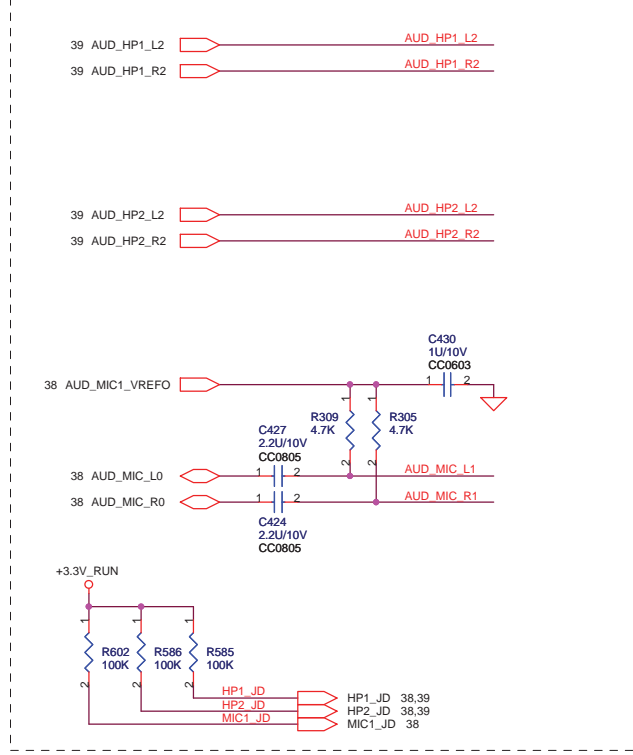 39 AUD_HP1_L2 AUD_HP1_L2
39 AUD_HP1_R2 AUD_HP1_R2
39 AUD_HP2_L2 AUD_HP2_L2
39 AUD_HP2_R2 AUD_HP2_R2
C430
1U/10V
CC0603
38 AUD_MIC1_VREFO 1 2
1 1
R309 R305
4.7K 4.7K
C427
2.2U/10V
CC0805
2 2
38 AUD_MIC_L0 1 2 AUD_MIC_L1
38 AUD_MIC_R0 1 2 AUD_MIC_R1
C424
2.2U/10V
CC0805
+3.3V_RUN
1 1 1
R602 R586 R585
100K 100K 100K
2 2 2
HP1_JD HP1_JD 38,39
HP2_JD HP2_JD 38,39
MIC1_JD MIC1_JD 38